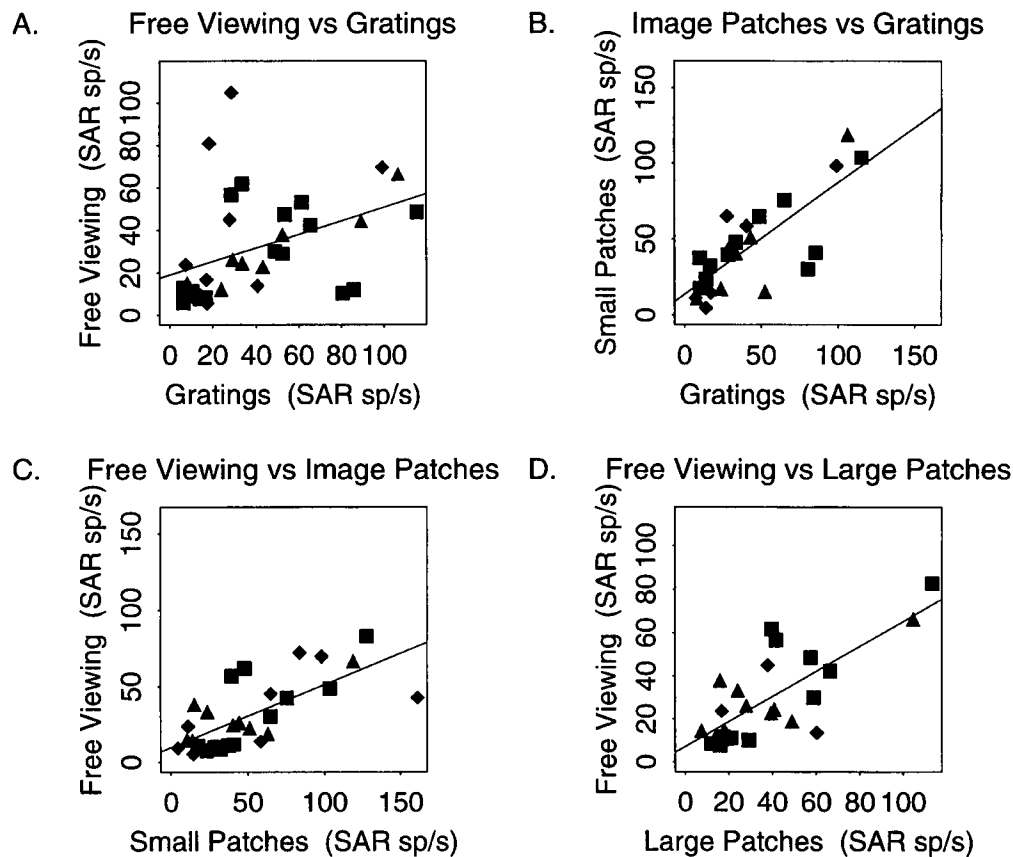 A. Free Viewing vs Gratings
Free Viewing (SAR sp/s)
100
80
60
40
20
0
0 20 40 60 80 100
Gratings (SAR sp/s)
B. Image Patches vs Gratings
Small Patches (SAR sp/s)
150
100
50
0
0 50 100 150
Gratings (SAR sp/s)
C. Free Viewing vs Image Patches
Free Viewing (SAR sp/s)
150
100
50
0
0 50 100 150
Small Patches (SAR sp/s)
D. Free Viewing vs Large Patches
Free Viewing (SAR sp/s)
100
80
60
40
20
0
0 20 40 60 80 100
Large Patches (SAR sp/s)